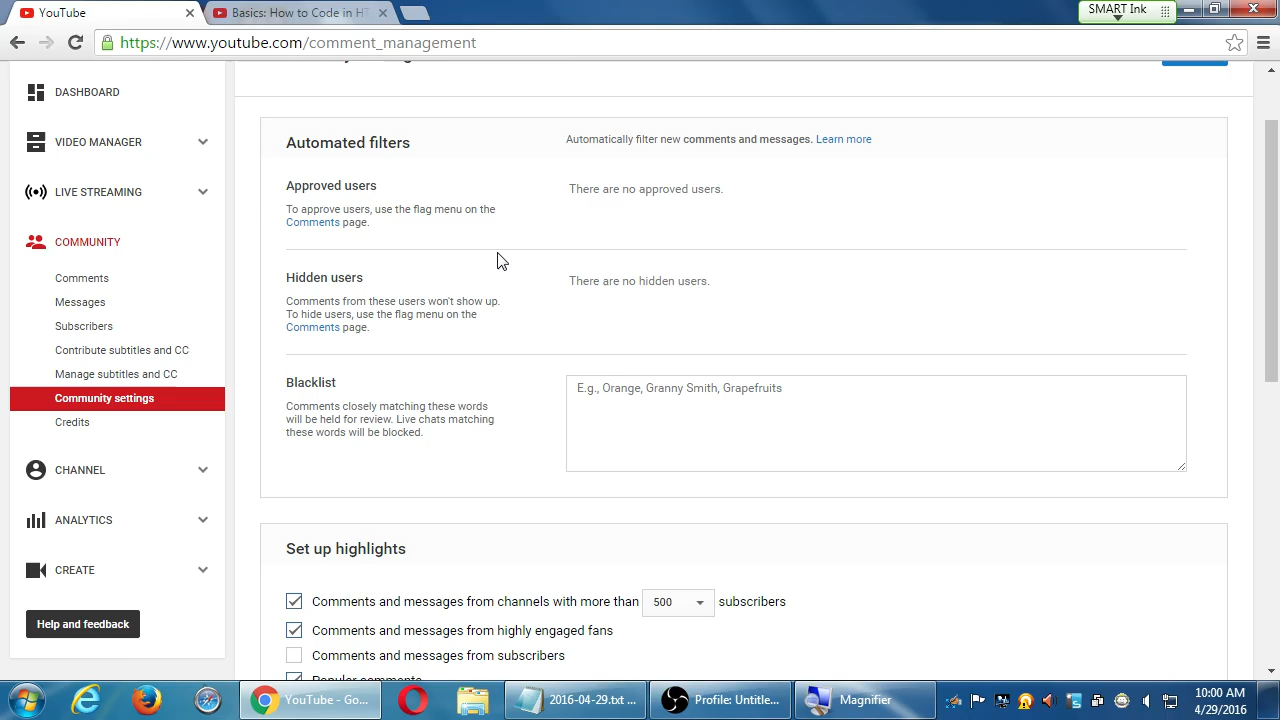 YouTube
Basics: How to Code in HT
SMART Ink
https://www.youtube.com/comment_management
DASHBOARD
VIDEO MANAGER
LIVE STREAMING
COMMUNITY
Comments
Messages
Subscribers
Contribute subtitles and CC
Manage subtitles and CC
Community settings
Credits
CHANNEL
ANALYTICS
CREATE
Help and feedback
Automated filters
Automatically filter new comments and messages. Learn more
Approved users
There are no approved users.
To approve users, use the flag menu on the
Comments page.
Hidden users
There are no hidden users.
Comments from these users won't show up.
To hide users, use the flag menu on the
Comments page.
Blacklist
E.g., Orange, Granny Smith, Grapefruits
Comments closely matching these words
will be held for review. Live chats matching
these words will be blocked.
Set up highlights
Comments and messages from channels with more than 500 subscribers
Comments and messages from highly engaged fans
Comments and messages from subscribers
Popular comments
YouTube - Go...
2016-04-29.txt ...
Profile: Untitle...
Magnifier
10:00 AM
4/29/2016